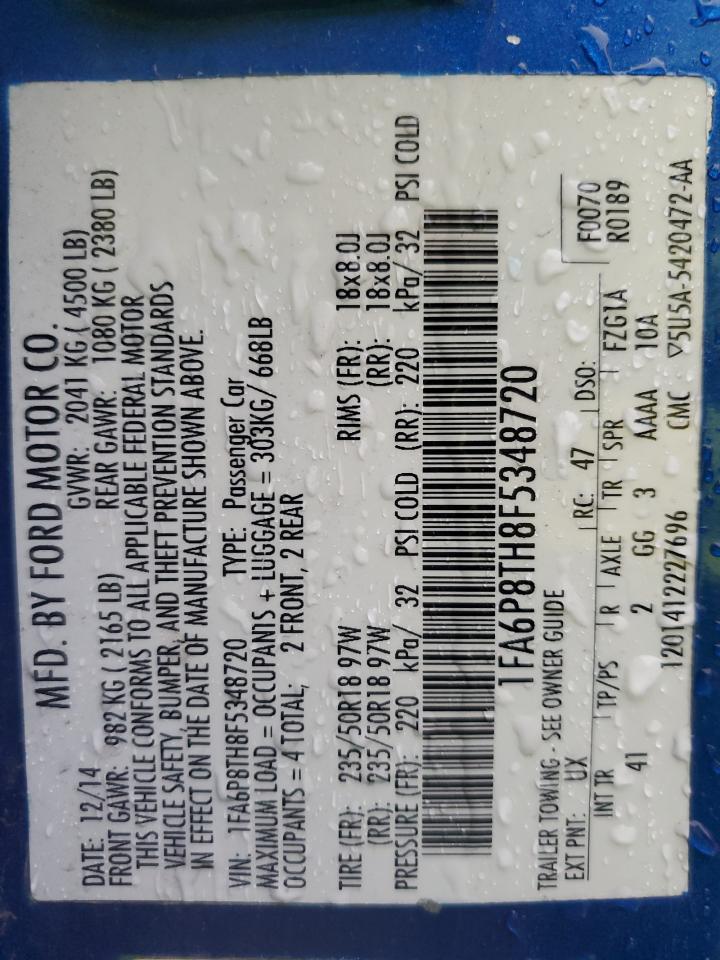 MFD. BY FORD MOTOR CO.
DATE: 12/14 GVWR: 2041 KG ( 4500 LB)
FRONT GAWR: 982 KG ( 2165 LB) REAR GAWR: 1080 KG ( 2380 LB)
THIS VEHICLE CONFORMS TO ALL APPLICABLE FEDERAL MOTOR
VEHICLE SAFETY, BUMPER, AND THEFT PREVENTION STANDARDS
IN EFFECT ON THE DATE OF MANUFACTURE SHOWN ABOVE.
VIN: 1FA6P8TH8F5348720 TYPE: Passenger Car
MAXIMUM LOAD = OCCUPANTS + LUGGAGE = 303KG/ 668LB
OCCUPANTS = 4 TOTAL, 2 FRONT, 2 REAR
TIRE (FR): 235/50R18 97W RIMS (FR): 18x8.0J
(RR): 235/50R18 97W (RR): 18x8.0J
PRESSURE (FR): 220 kPa/ 32 PSI COLD (RR): 220 kPa/ 32 PSI COLD
1FA6P8TH8F5348720
TRAILER TOWING - SEE OWNER GUIDE F0070
EXT PNT: UX RC: 47 DSO: R0189
INT TR TP/PS R AXLE TR SPR FZG1A
41 2 GG 3 AAAA 10A
1201412227696 CMC ▽5U5A-5420472-AA